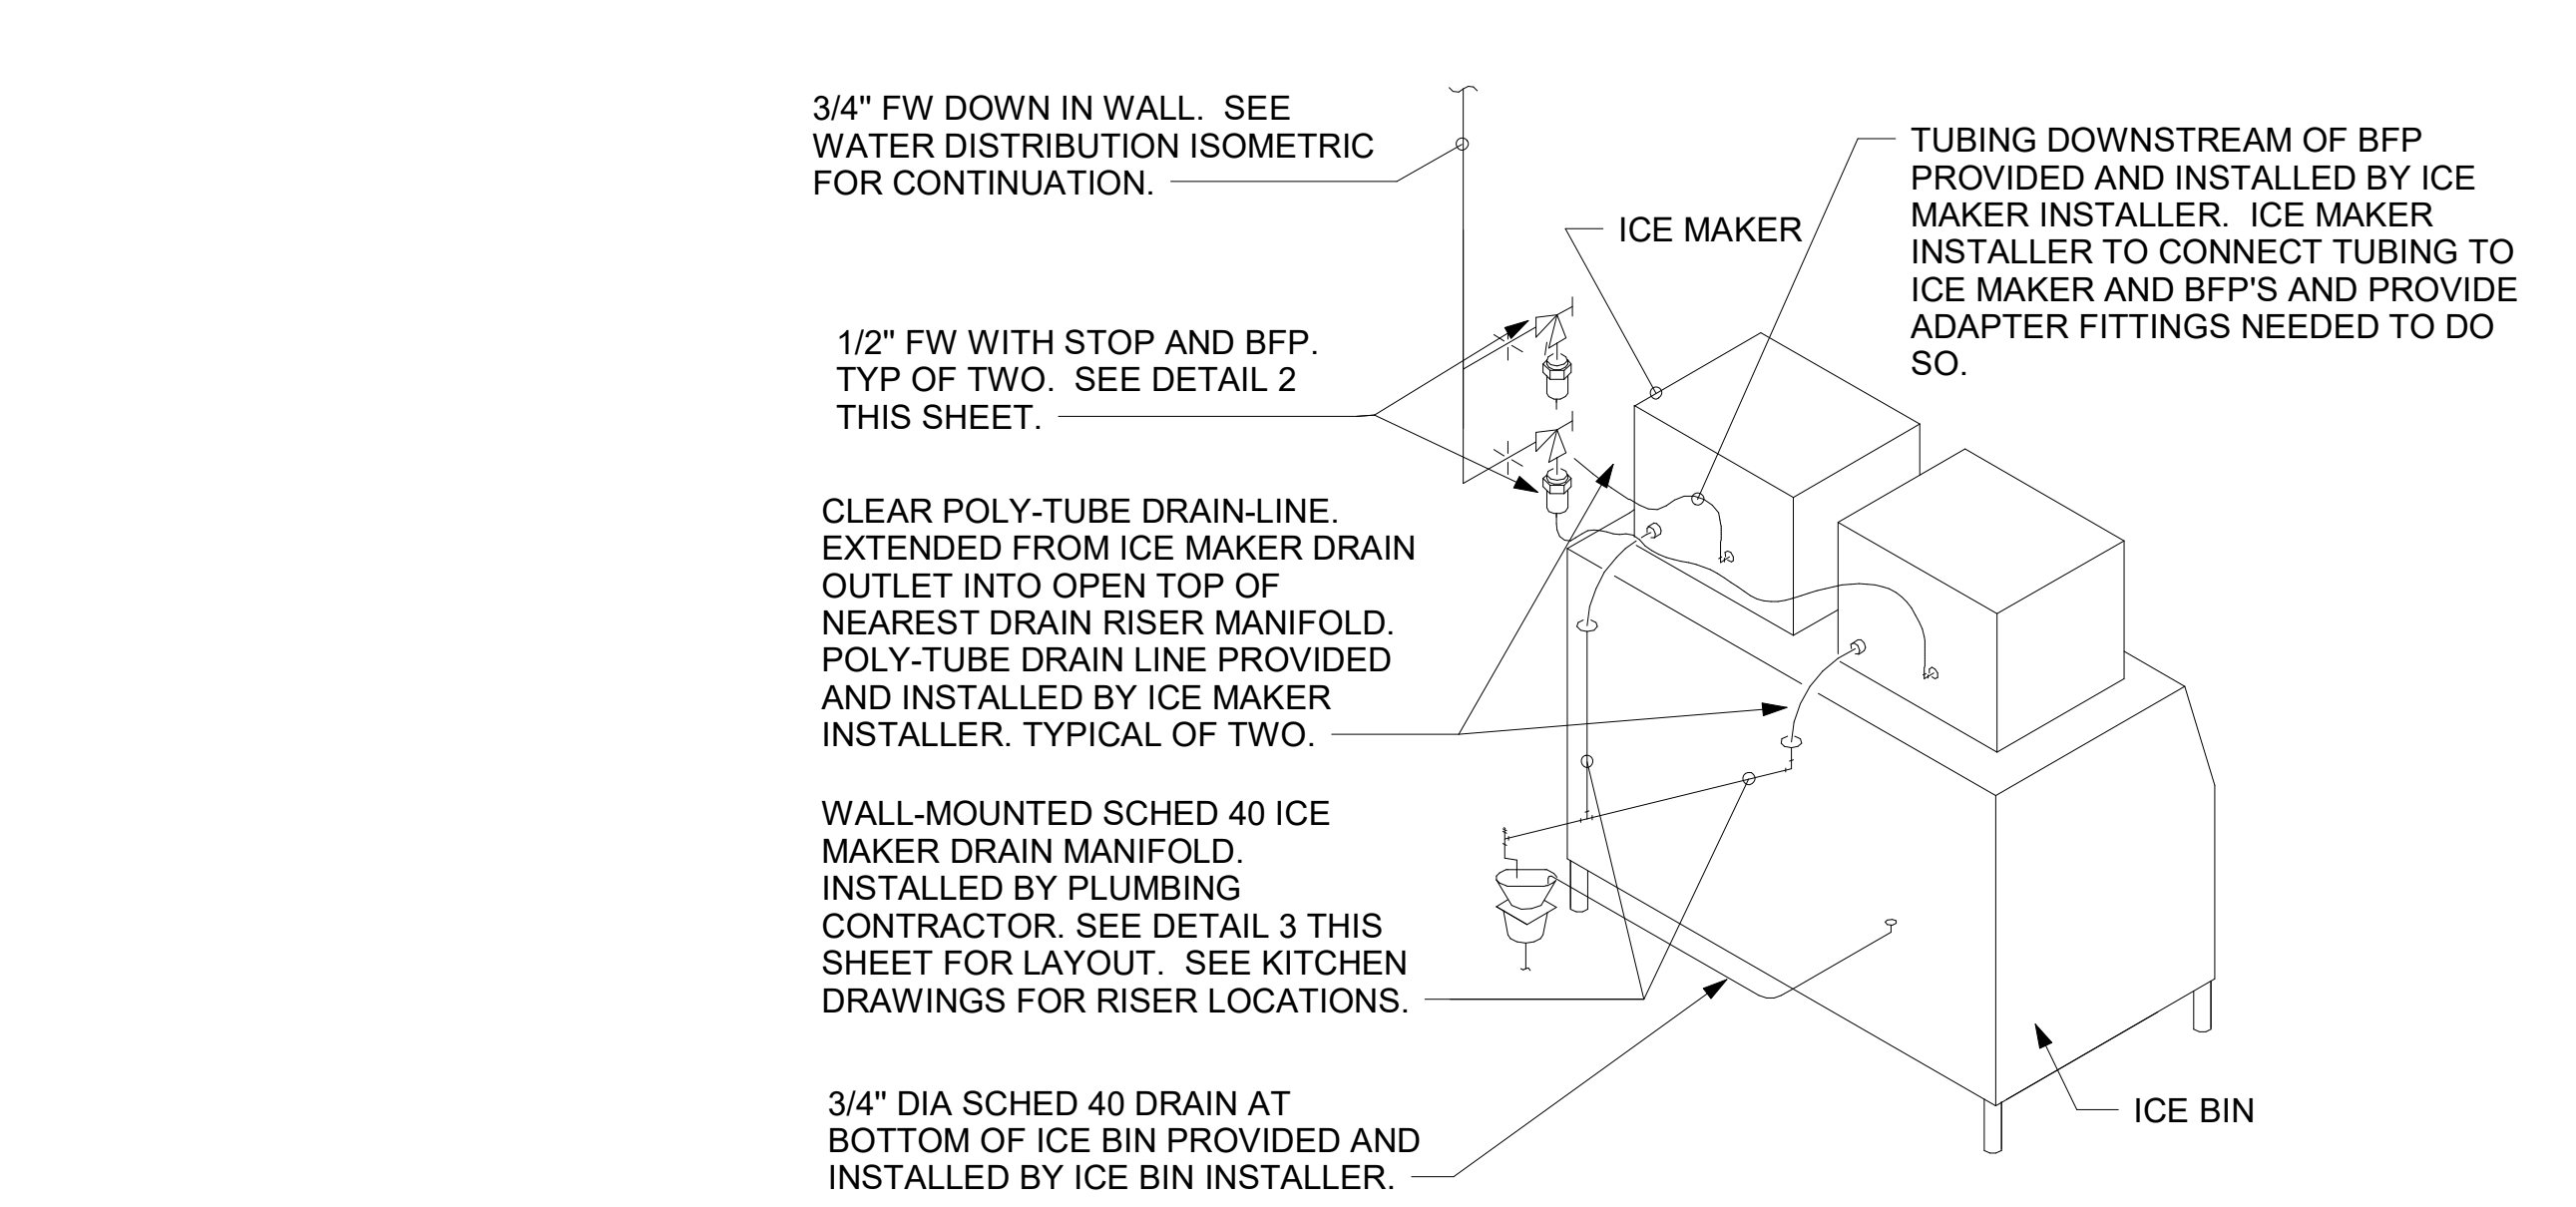 3/4" FW DOWN IN WALL.  SEE
WATER DISTRIBUTION ISOMETRIC
FOR CONTINUATION.
ICE MAKER
TUBING DOWNSTREAM OF BFP
PROVIDED AND INSTALLED BY ICE
MAKER INSTALLER.  ICE MAKER
INSTALLER TO CONNECT TUBING TO
ICE MAKER AND BFP'S AND PROVIDE
ADAPTER FITTINGS NEEDED TO DO
SO.
1/2" FW WITH STOP AND BFP.
TYP OF TWO.  SEE DETAIL 2
THIS SHEET.
CLEAR POLY-TUBE DRAIN-LINE.
EXTENDED FROM ICE MAKER DRAIN
OUTLET INTO OPEN TOP OF
NEAREST DRAIN RISER MANIFOLD.
POLY-TUBE DRAIN LINE PROVIDED
AND INSTALLED BY ICE MAKER
INSTALLER. TYPICAL OF TWO.
WALL-MOUNTED SCHED 40 ICE
MAKER DRAIN MANIFOLD.
INSTALLED BY PLUMBING
CONTRACTOR. SEE DETAIL 3 THIS
SHEET FOR LAYOUT.  SEE KITCHEN
DRAWINGS FOR RISER LOCATIONS.
3/4" DIA SCHED 40 DRAIN AT
BOTTOM OF ICE BIN PROVIDED AND
INSTALLED BY ICE BIN INSTALLER.
ICE BIN